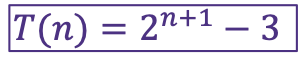 T(n) = 2^{n+1} − 3